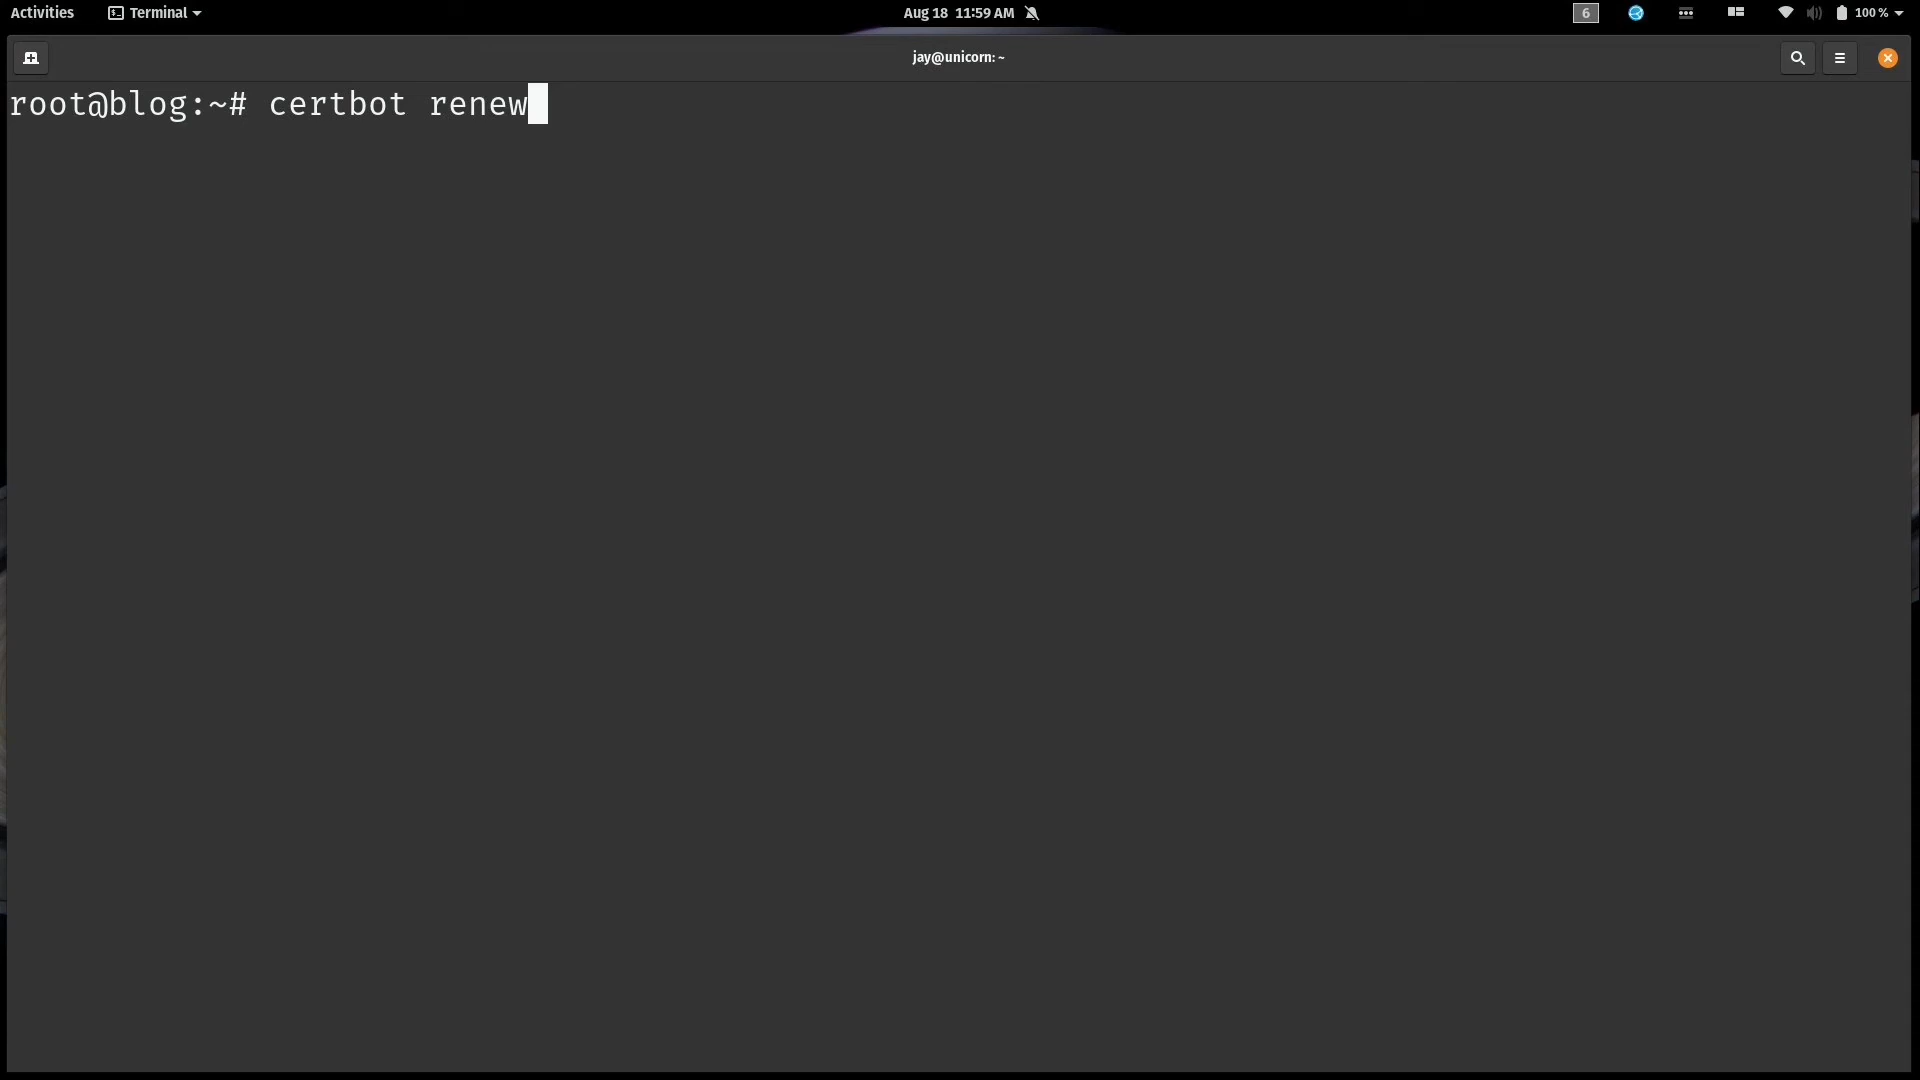 Activities Terminal Aug 18 11:59 AM 6 100 %
jay@unicorn: ~
root@blog:~# certbot renew